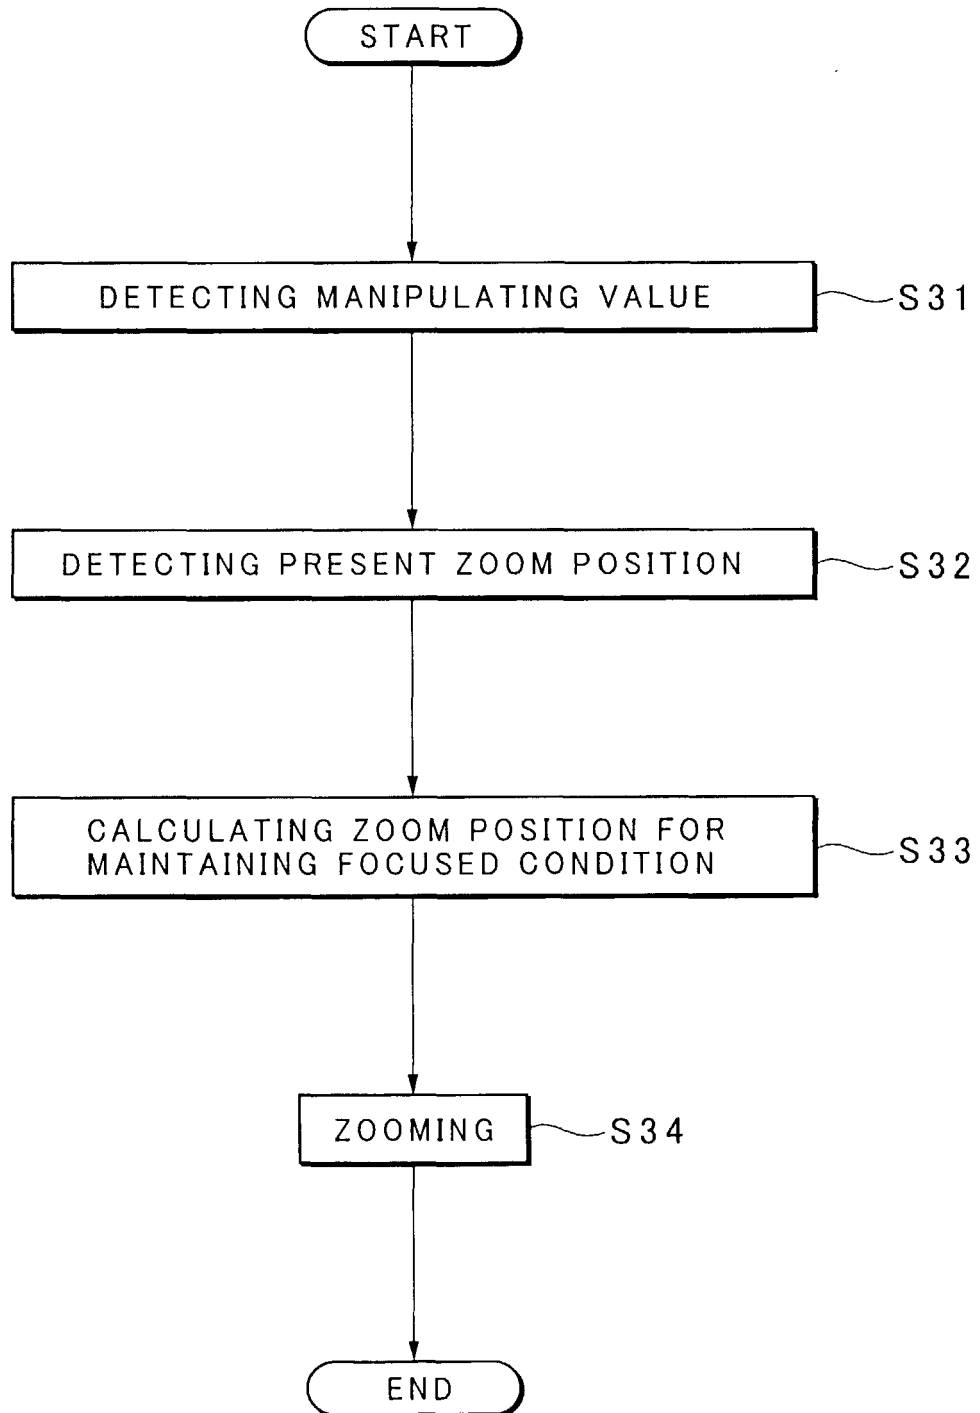 START
DETECTING MANIPULATING VALUE
S31
DETECTING PRESENT ZOOM POSITION
S32
CALCULATING ZOOM POSITION FOR
MAINTAINING FOCUSED CONDITION
S33
ZOOMING
S34
END